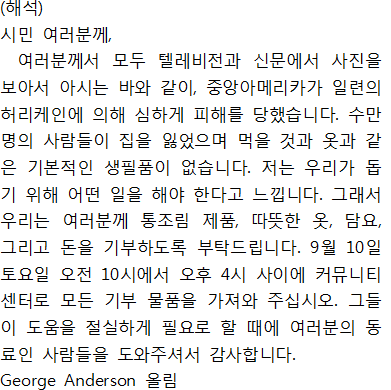 (해석)
시민 여러분께,
여러분께서 모두 텔레비전과 신문에서 사진을
보아서 아시는 바와 같이, 중앙아메리카가 일련의
허리케인에 의해 심하게 피해를 당했습니다. 수만
명의 사람들이 집을 잃었으며 먹을 것과 옷과 같
은 기본적인 생필품이 없습니다. 저는 우리가 돕
기 위해 어떤 일을 해야 한다고 느낍니다. 그래서
우리는 여러분께 통조림 제품, 따뜻한 옷, 담요,
그리고 돈을 기부하도록 부탁드립니다. 9월 10일
토요일 오전 10시에서 오후 4시 사이에 커뮤니티
센터로 모든 기부 물품을 가져와 주십시오. 그들
이 도움을 절실하게 필요로 할 때에 여러분의 동
료인 사람들을 도와주셔서 감사합니다.
George Anderson 올림